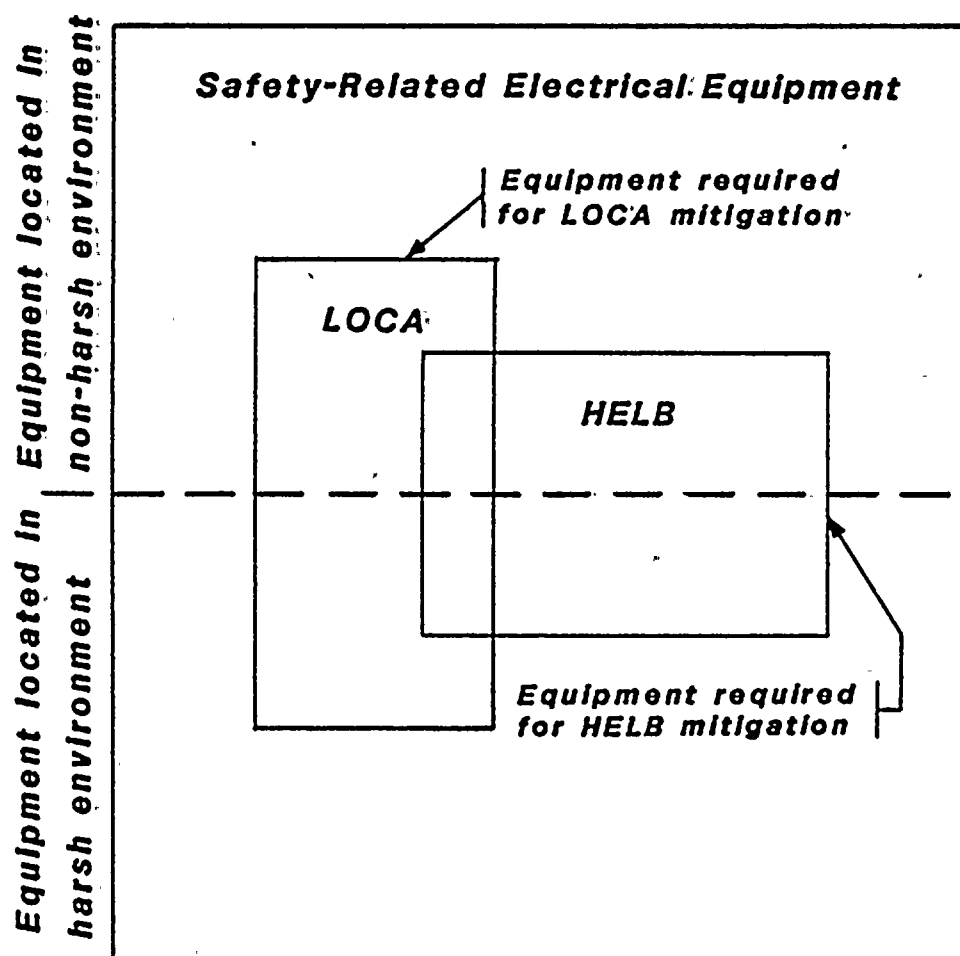 Safety-Related Electrical Equipment
Equipment required
for LOCA mitigation
LOCA
HELB
Equipment required
for HELB mitigation
Equipment located in
non-harsh environment
Equipment located in
harsh environment